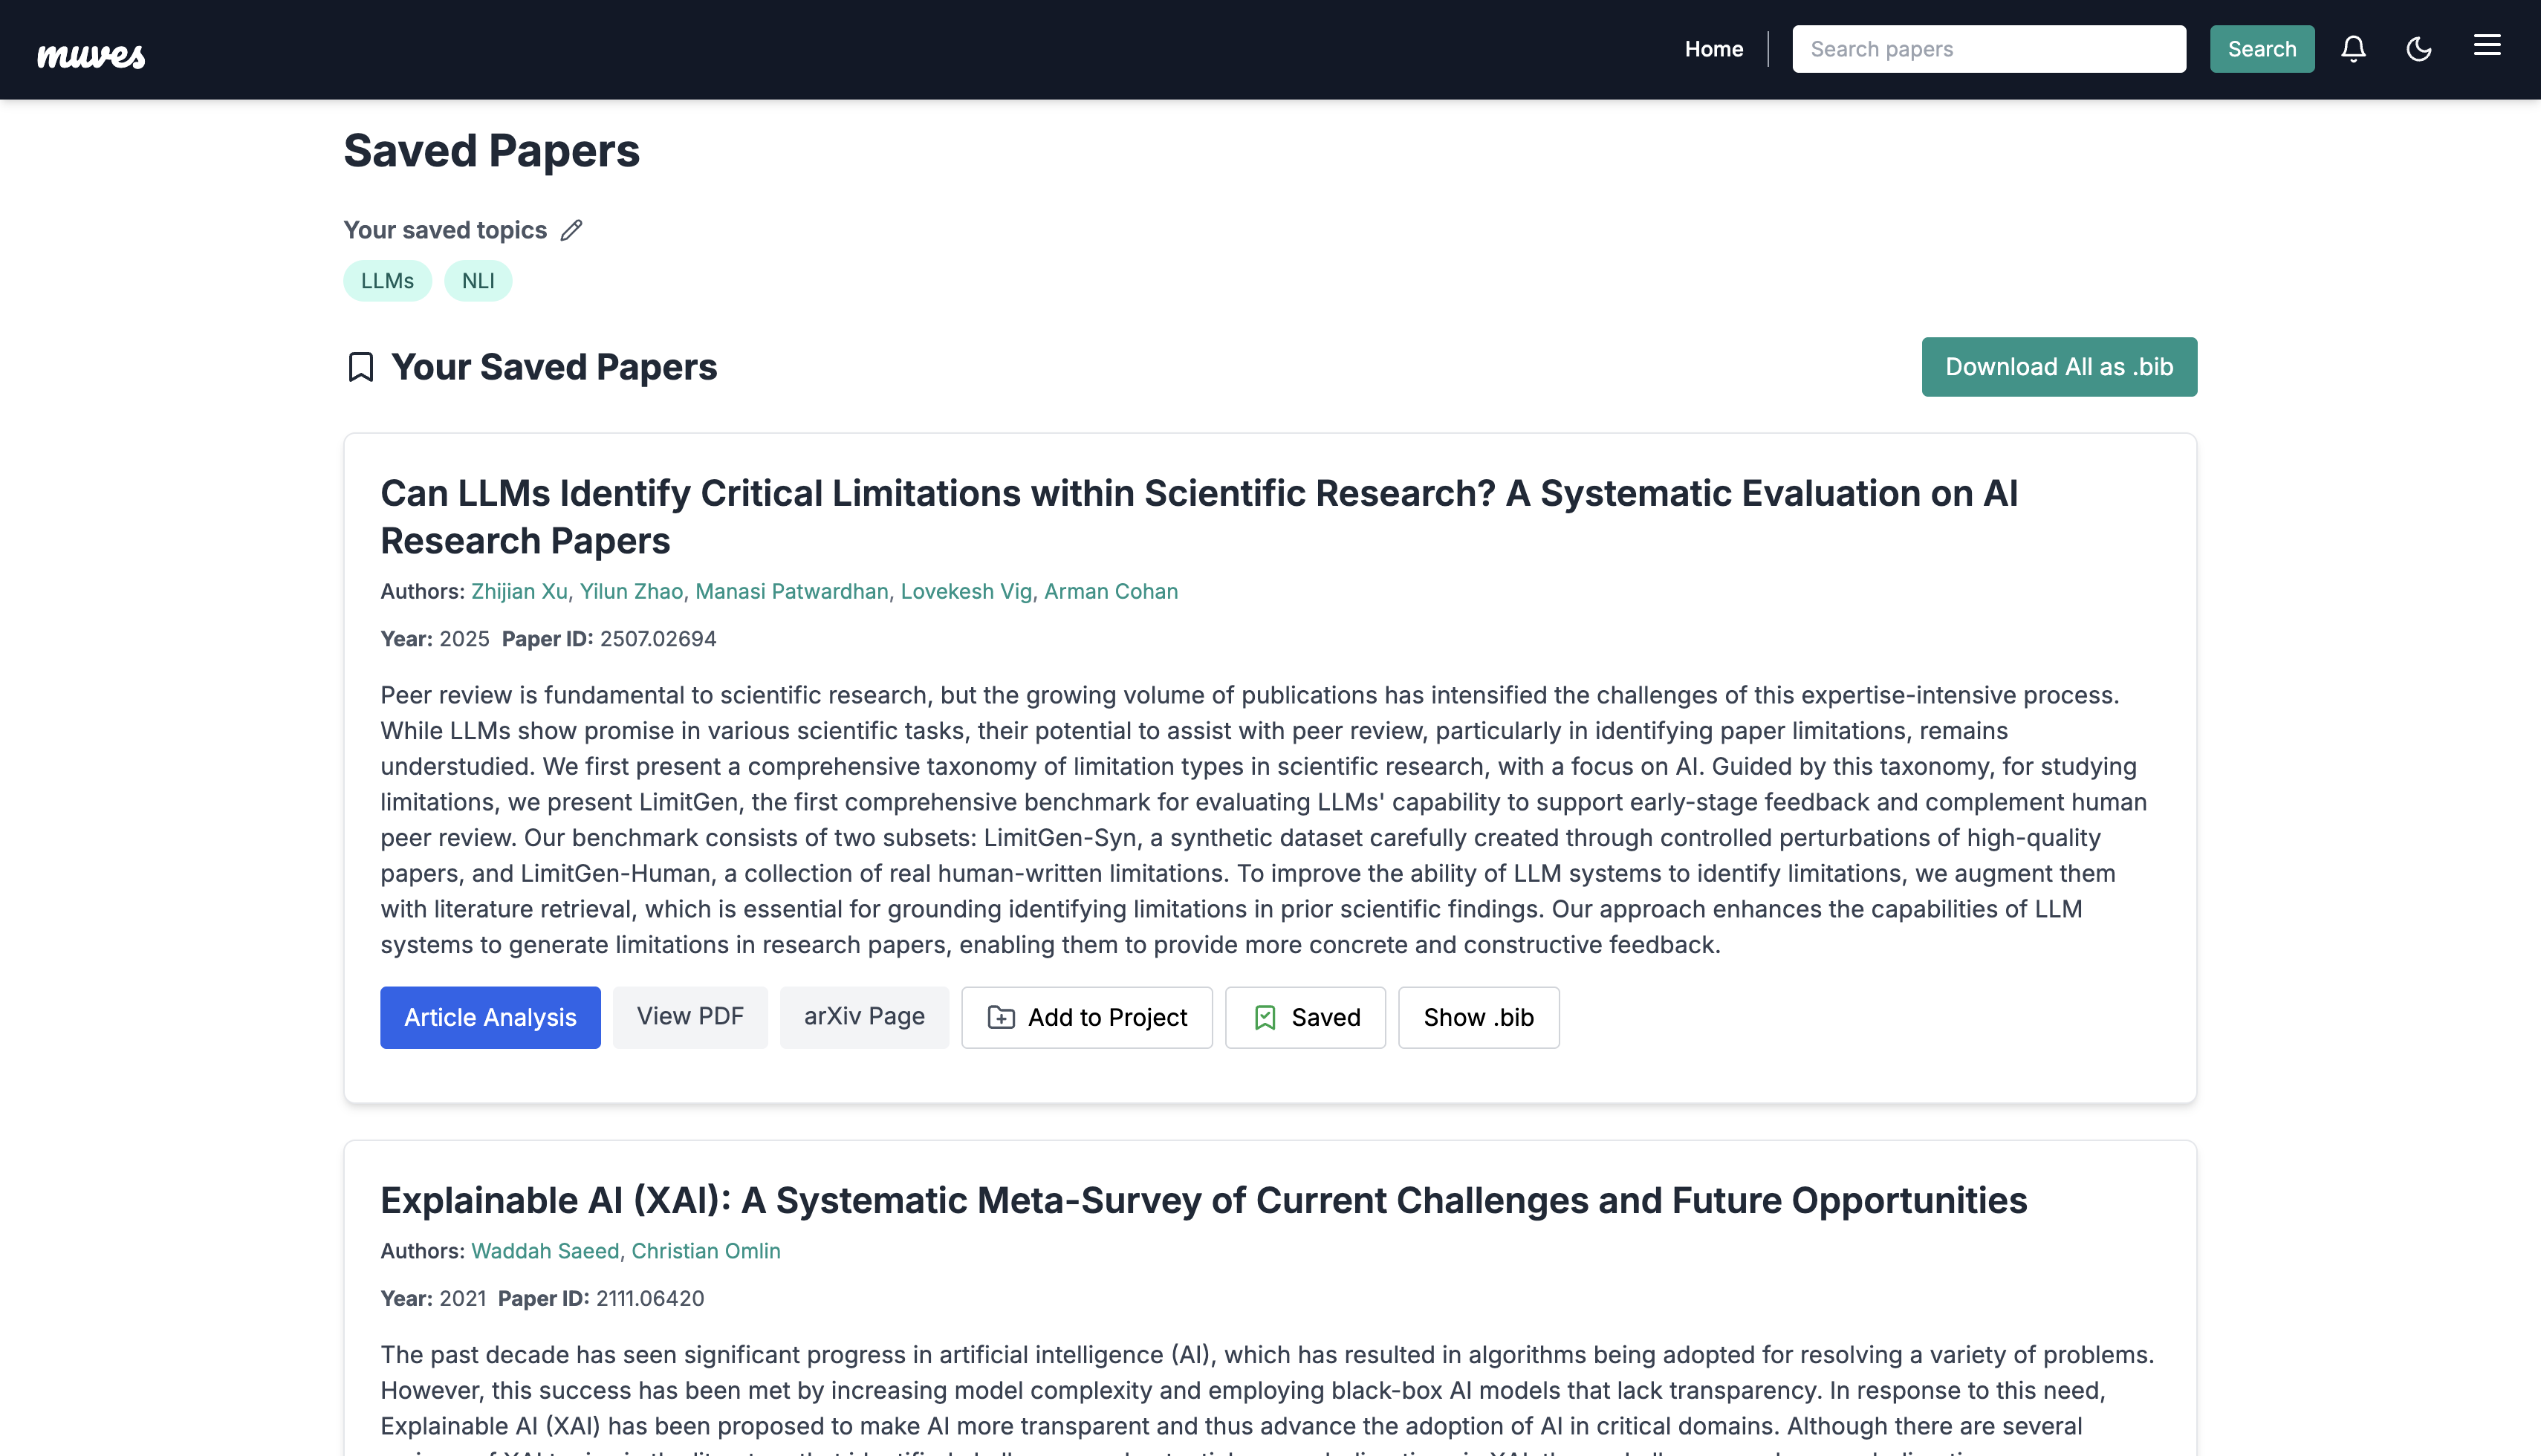 muves
Home
Search papers
Search
Saved Papers
Your saved topics
LLMs
NLI
Your Saved Papers
Download All as .bib
Can LLMs Identify Critical Limitations within Scientific Research? A Systematic Evaluation on AI
Research Papers
Authors: Zhijian Xu, Yilun Zhao, Manasi Patwardhan, Lovekesh Vig, Arman Cohan
Year: 2025 Paper ID: 2507.02694
Peer review is fundamental to scientific research, but the growing volume of publications has intensified the challenges of this expertise-intensive process.
While LLMs show promise in various scientific tasks, their potential to assist with peer review, particularly in identifying paper limitations, remains
understudied. We first present a comprehensive taxonomy of limitation types in scientific research, with a focus on AI. Guided by this taxonomy, for studying
limitations, we present LimitGen, the first comprehensive benchmark for evaluating LLMs' capability to support early-stage feedback and complement human
peer review. Our benchmark consists of two subsets: LimitGen-Syn, a synthetic dataset carefully created through controlled perturbations of high-quality
papers, and LimitGen-Human, a collection of real human-written limitations. To improve the ability of LLM systems to identify limitations, we augment them
with literature retrieval, which is essential for grounding identifying limitations in prior scientific findings. Our approach enhances the capabilities of LLM
systems to generate limitations in research papers, enabling them to provide more concrete and constructive feedback.
Article Analysis
View PDF
arXiv Page
Add to Project
Saved
Show .bib
Explainable AI (XAI): A Systematic Meta-Survey of Current Challenges and Future Opportunities
Authors: Waddah Saeed, Christian Omlin
Year: 2021 Paper ID: 2111.06420
The past decade has seen significant progress in artificial intelligence (AI), which has resulted in algorithms being adopted for resolving a variety of problems.
However, this success has been met by increasing model complexity and employing black-box AI models that lack transparency. In response to this need,
Explainable AI (XAI) has been proposed to make AI more transparent and thus advance the adoption of AI in critical domains. Although there are several